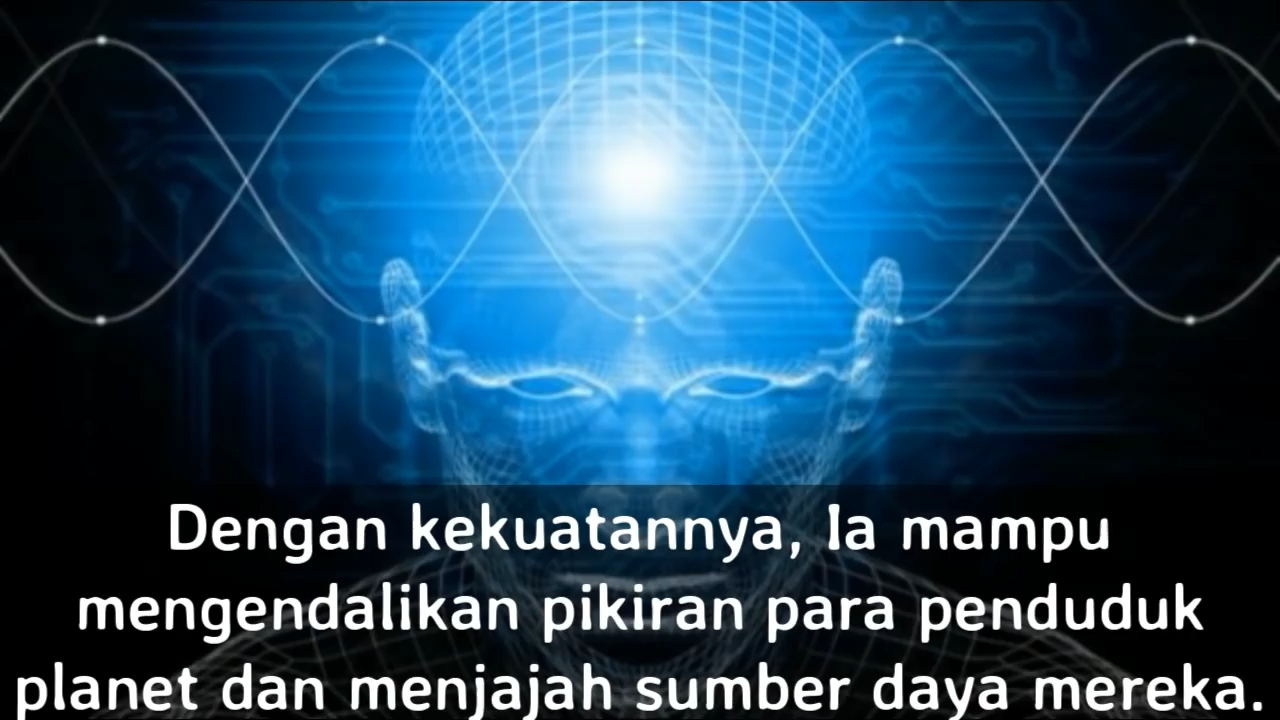 Dengan kekuatannya, Ia mampu
mengendalikan pikiran para penduduk
planet dan menjajah sumber daya mereka.